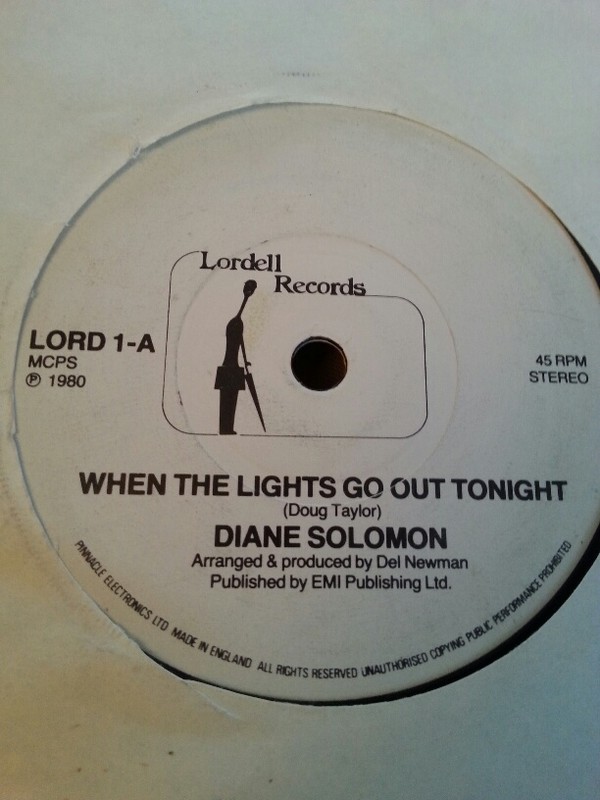 Lordell
Records
LORD 1-A
MCPS
℗ 1980
45 RPM
STEREO
WHEN THE LIGHTS GO OUT TONIGHT
(Doug Taylor)
DIANE SOLOMON
Arranged & produced by Del Newman
Published by EMI Publishing Ltd.
PINNACLE ELECTRONICS LTD MADE IN ENGLAND ALL RIGHTS RESERVED UNAUTHORISED COPYING PUBLIC PERFORMANCE PROHIBITED